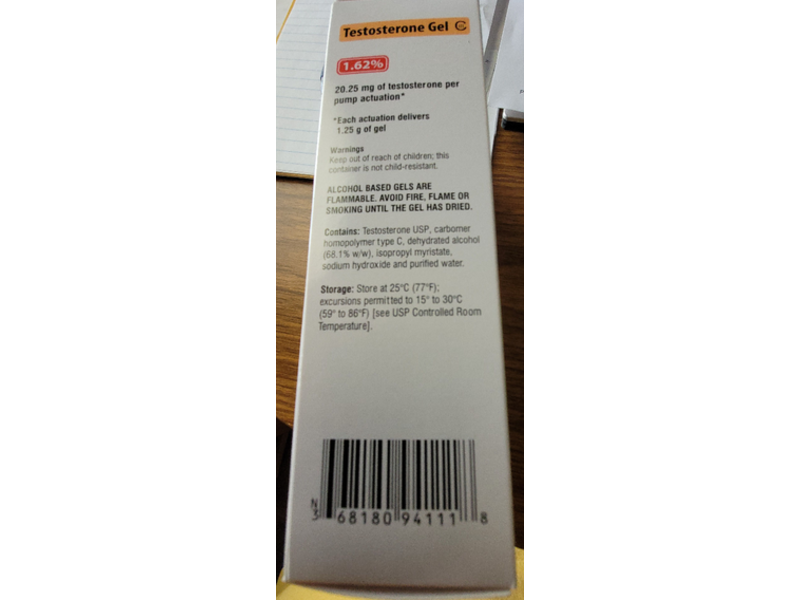 Testosterone Gel CIII
1.62%
20.25 mg of testosterone per
pump actuation*
*Each actuation delivers
1.25 g of gel
Warnings
Keep out of reach of children; this
container is not child-resistant.
ALCOHOL BASED GELS ARE
FLAMMABLE. AVOID FIRE, FLAME OR
SMOKING UNTIL THE GEL HAS DRIED.
Contains: Testosterone USP, carbomer
homopolymer type C, dehydrated alcohol
(68.1% w/w), isopropyl myristate,
sodium hydroxide and purified water.
Storage: Store at 25°C (77°F);
excursions permitted to 15° to 30°C
(59° to 86°F) [see USP Controlled Room
Temperature].
N
3 68180 94111 8